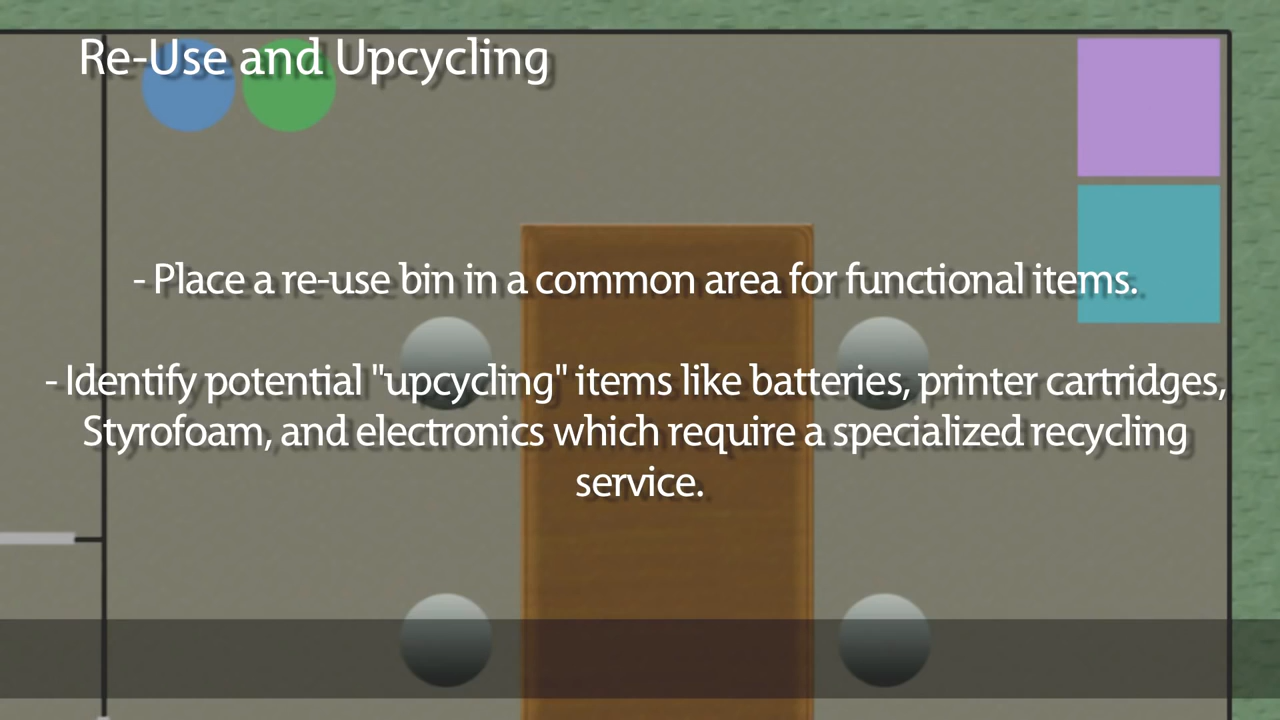 Re-Use and Upcycling
- Place a re-use bin in a common area for functional items.
- Identify potential "upcycling" items like batteries, printer cartridges,
Styrofoam, and electronics which require a specialized recycling
service.